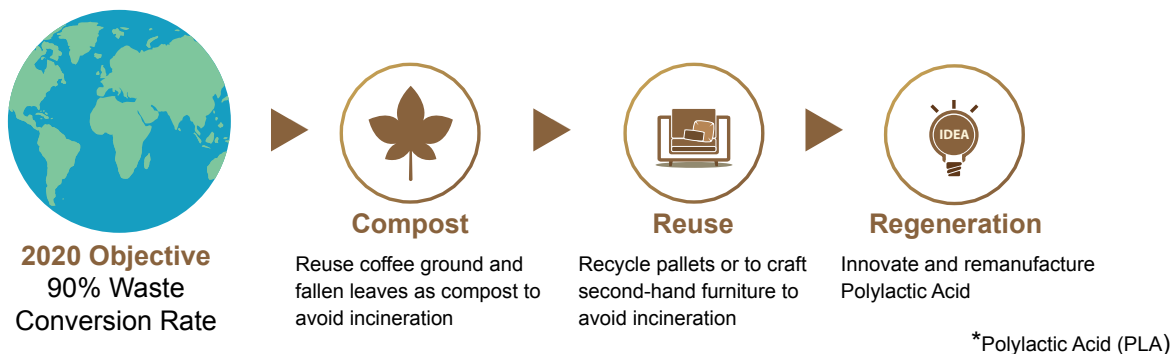 2020 Objective
90% Waste
Conversion Rate
Compost
Reuse coffee ground and
fallen leaves as compost to
avoid incineration
Reuse
Recycle pallets or to craft
second-hand furniture to
avoid incineration
IDEA
Regeneration
Innovate and remanufacture
Polylactic Acid
*Polylactic Acid (PLA)